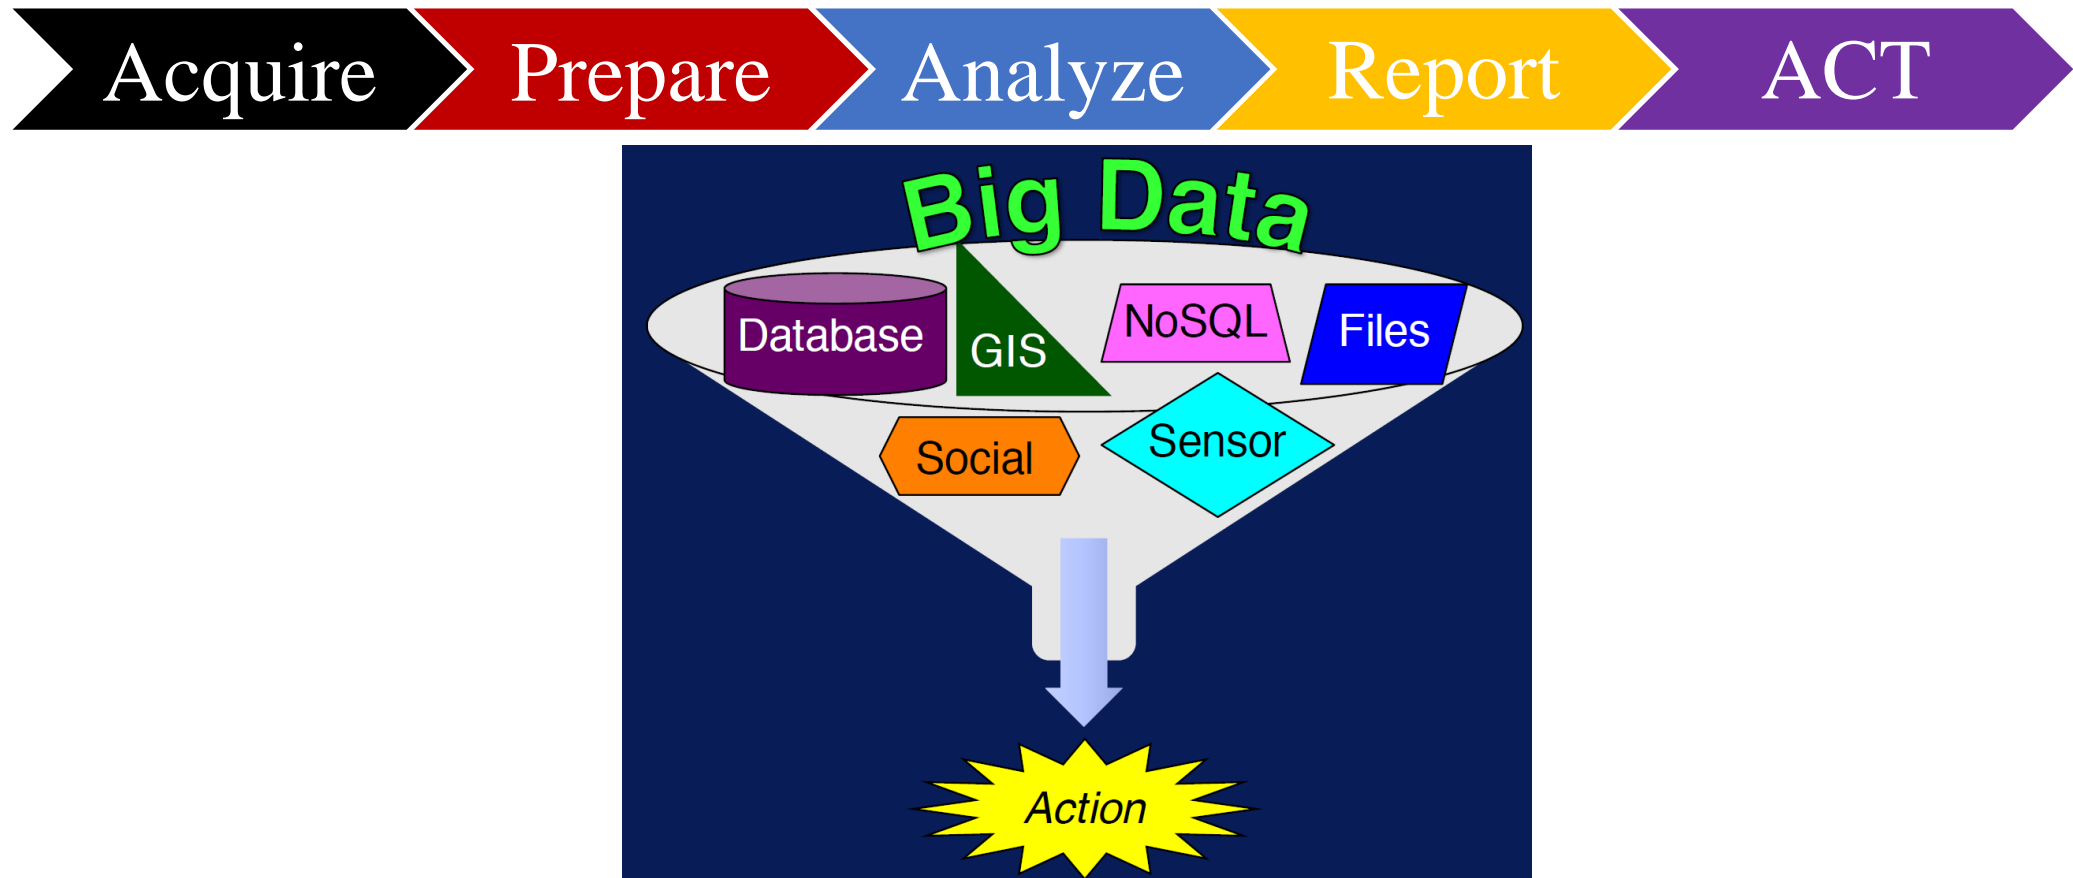 Acquire Prepare Analyze Report ACT
Big Data
Database GIS NoSQL Files
Social Sensor
Action